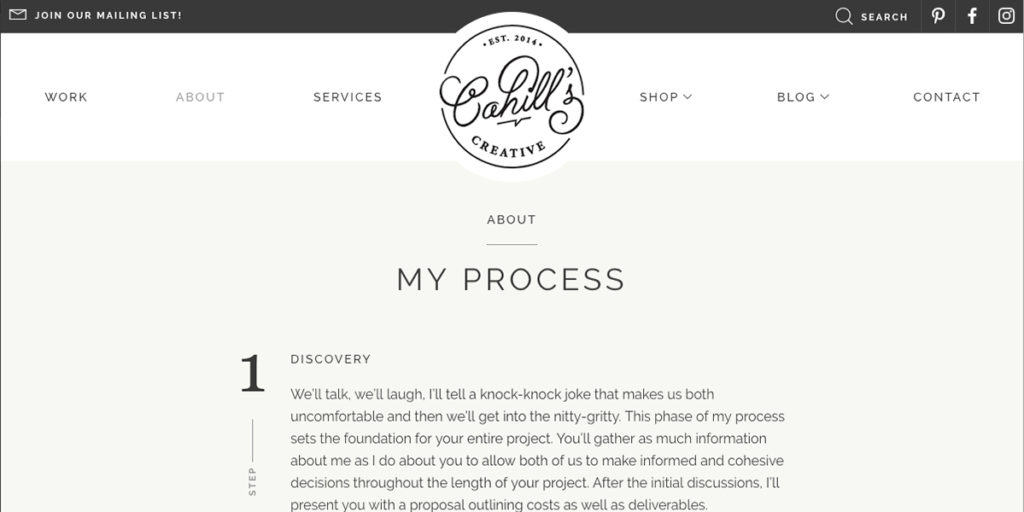 JOIN OUR MAILING LIST!
SEARCH
WORK
ABOUT
SERVICES
• EST. 2014 •
Cahill's
CREATIVE
SHOP
BLOG
CONTACT
ABOUT
MY PROCESS
1
STEP
DISCOVERY
We'll talk, we'll laugh, I'll tell a knock-knock joke that makes us both
uncomfortable and then we'll get into the nitty-gritty. This phase of my process
sets the foundation for your entire project. You'll gather as much information
about me as I do about you to allow both of us to make informed and cohesive
decisions throughout the length of your project. After the initial discussions, I'll
present you with a proposal outlining costs as well as deliverables.